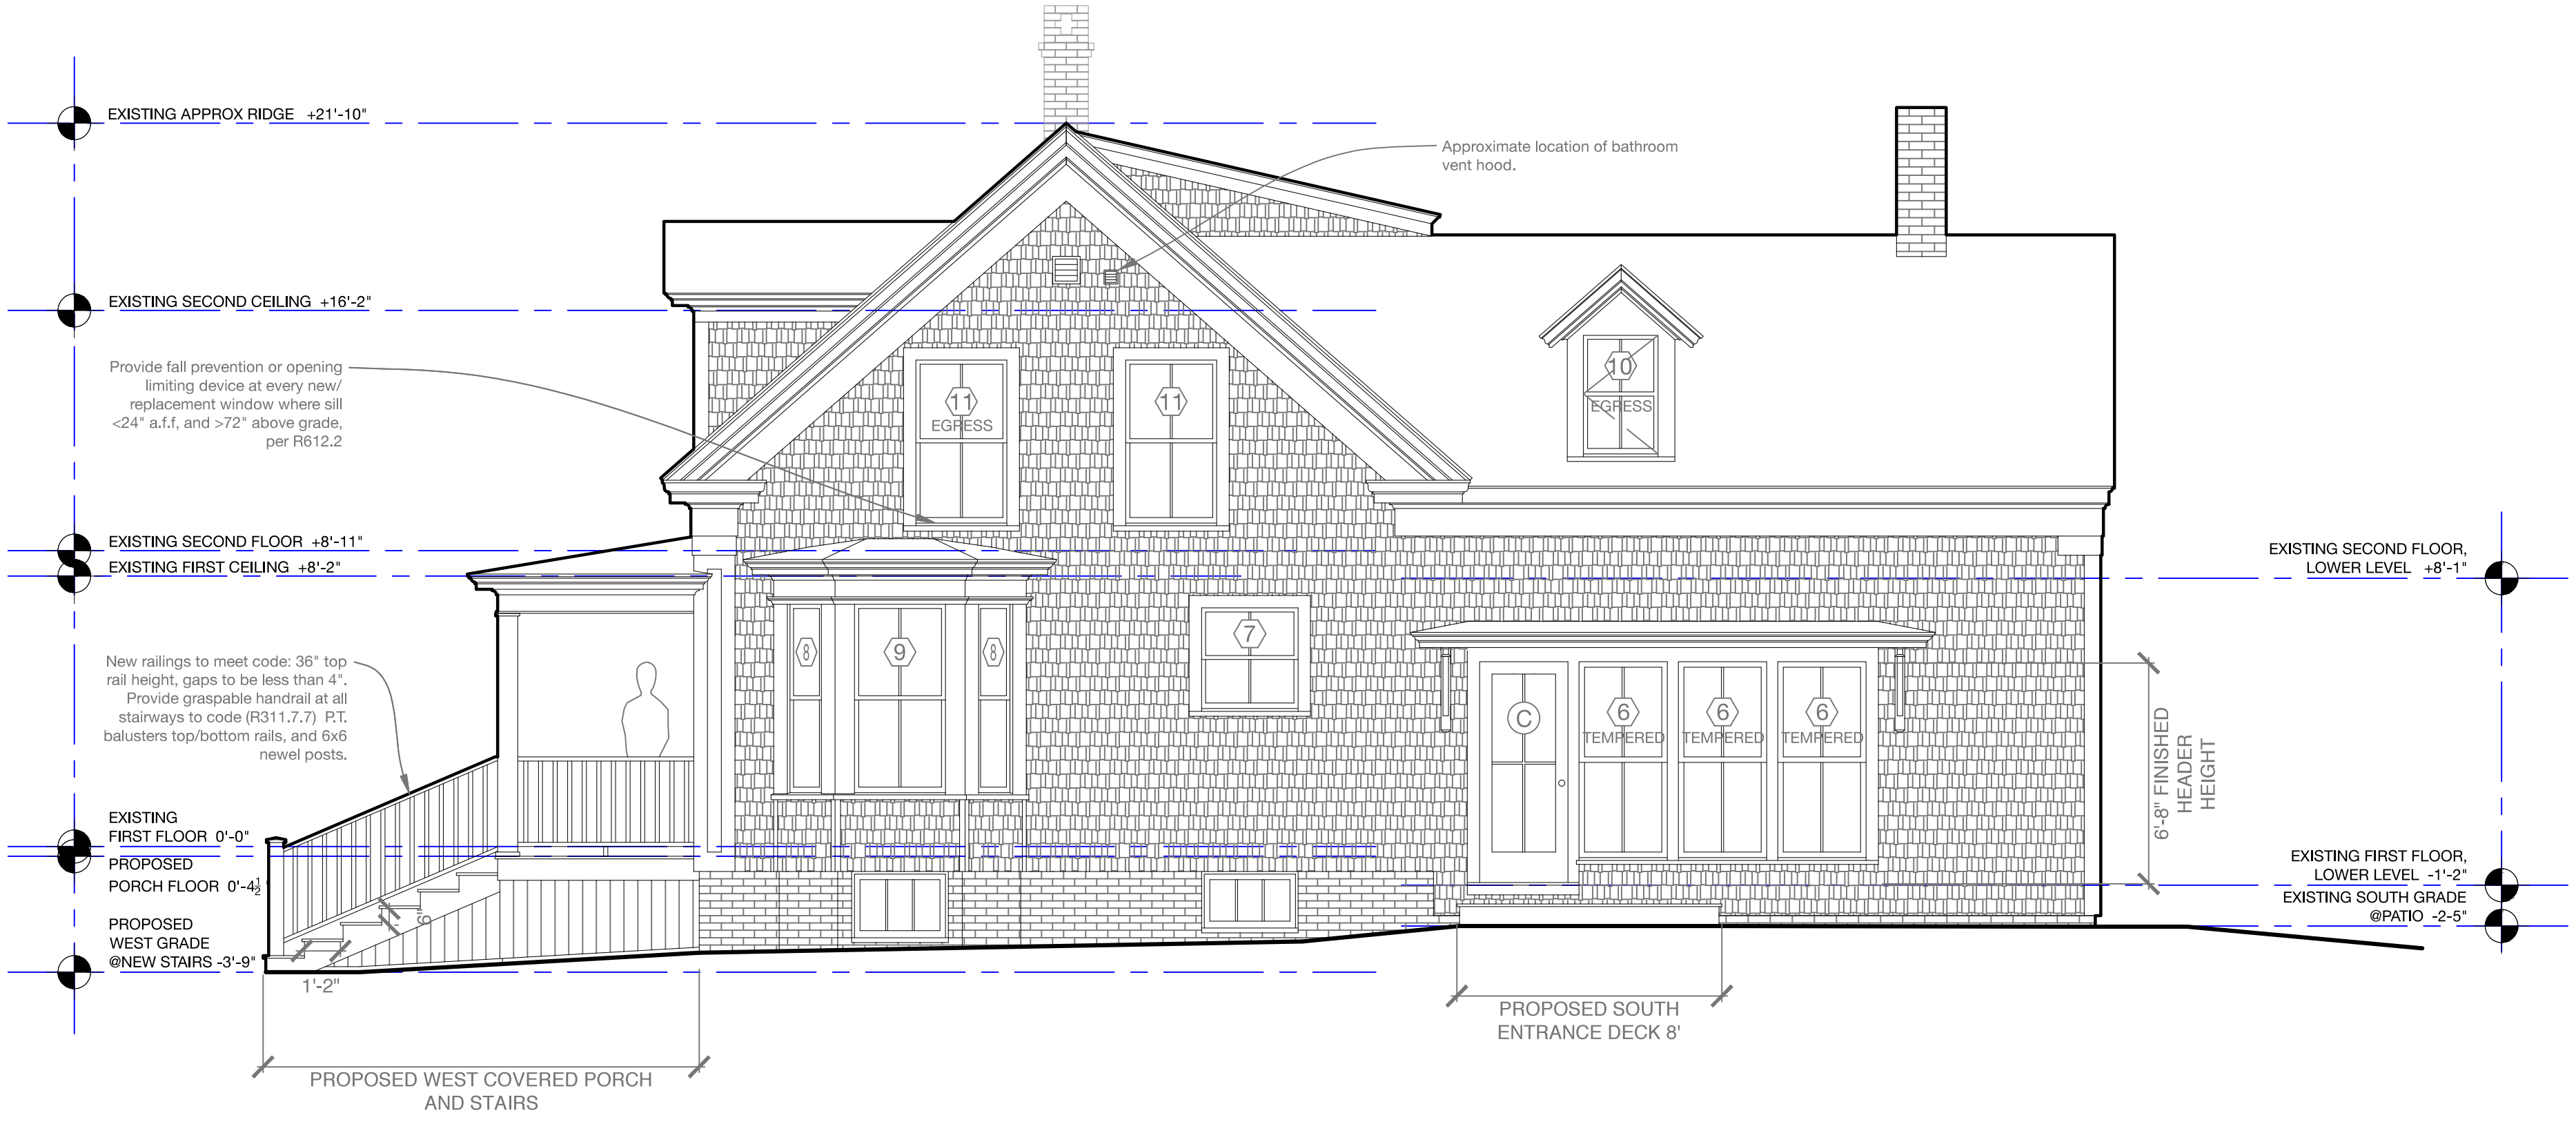 EXISTING APPROX RIDGE +21'-10"
Approximate location of bathroom
vent hood.
EXISTING SECOND CEILING +16'-2"
Provide fall prevention or opening
limiting device at every new/
replacement window where sill
<24" a.f.f, and >72" above grade,
per R612.2
10
EGRESS
11
EGRESS
11
EXISTING SECOND FLOOR +8'-11"
EXISTING FIRST CEILING +8'-2"
EXISTING SECOND FLOOR,
LOWER LEVEL +8'-1"
New railings to meet code: 36" top
rail height, gaps to be less than 4".
Provide graspable handrail at all
stairways to code (R311.7.7) P.T.
balusters top/bottom rails, and 6x6
newel posts.
8
9
8
7
C
6
TEMPERED
6
TEMPERED
6
TEMPERED
6'-8" FINISHED
HEADER
HEIGHT
EXISTING
FIRST FLOOR 0'-0"
PROPOSED
PORCH FLOOR 0'-4½
EXISTING FIRST FLOOR,
LOWER LEVEL -1'-2"
EXISTING SOUTH GRADE
@PATIO -2-5"
PROPOSED
WEST GRADE
@NEW STAIRS -3'-9"
6"
1'-2"
PROPOSED SOUTH
ENTRANCE DECK 8'
PROPOSED WEST COVERED PORCH
AND STAIRS